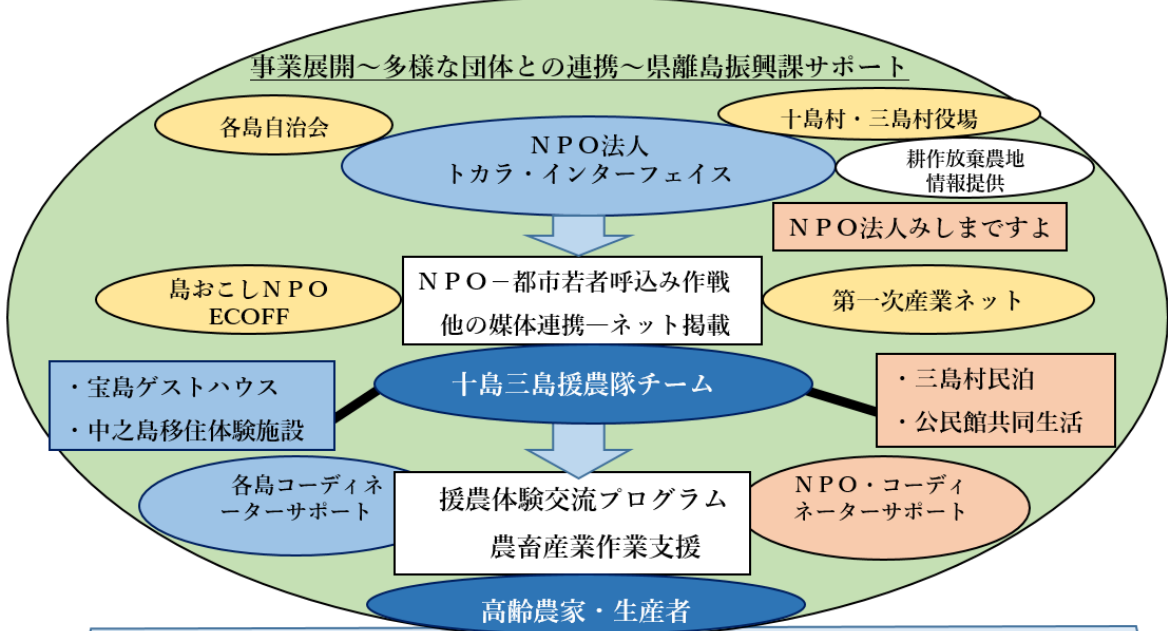 事業展開～多様な団体との連携～県離島振興課サポート
各島自治会
十島村・三島村役場
ＮＰＯ法人
トカラ・インターフェイス
耕作放棄農地
情報提供
ＮＰＯ法人みしまですよ
島おこしＮＰＯ
ECOFF
ＮＰＯ－都市若者呼込み作戦
他の媒体連携―ネット掲載
第一次産業ネット
・宝島ゲストハウス
・中之島移住体験施設
十島三島援農隊チーム
・三島村民泊
・公民館共同生活
各島コーディネ
ーターサポート
援農体験交流プログラム
農畜産業作業支援
ＮＰＯ・コーディ
ネーターサポート
高齢農家・生産者